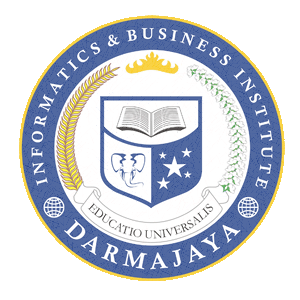 INFORMATICS & BUSINESS INSTITUTE
EDUCATIO UNIVERSALIS
DARMAJAYA